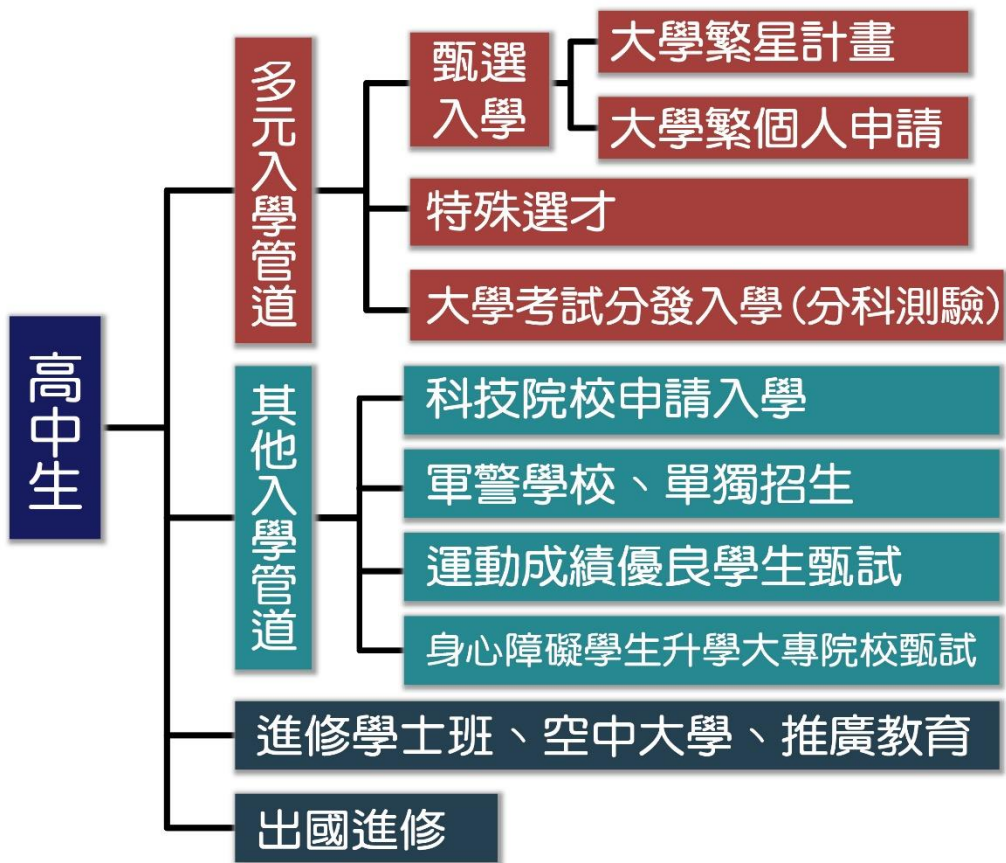 高中生
多元入學管道
甄選
入學
大學繁星計畫
大學繁個人申請
特殊選才
大學考試分發入學(分科測驗)
其他入學管道
科技院校申請入學
軍警學校、單獨招生
運動成績優良學生甄試
身心障礙學生升學大專院校甄試
進修學士班、空中大學、推廣教育
出國進修